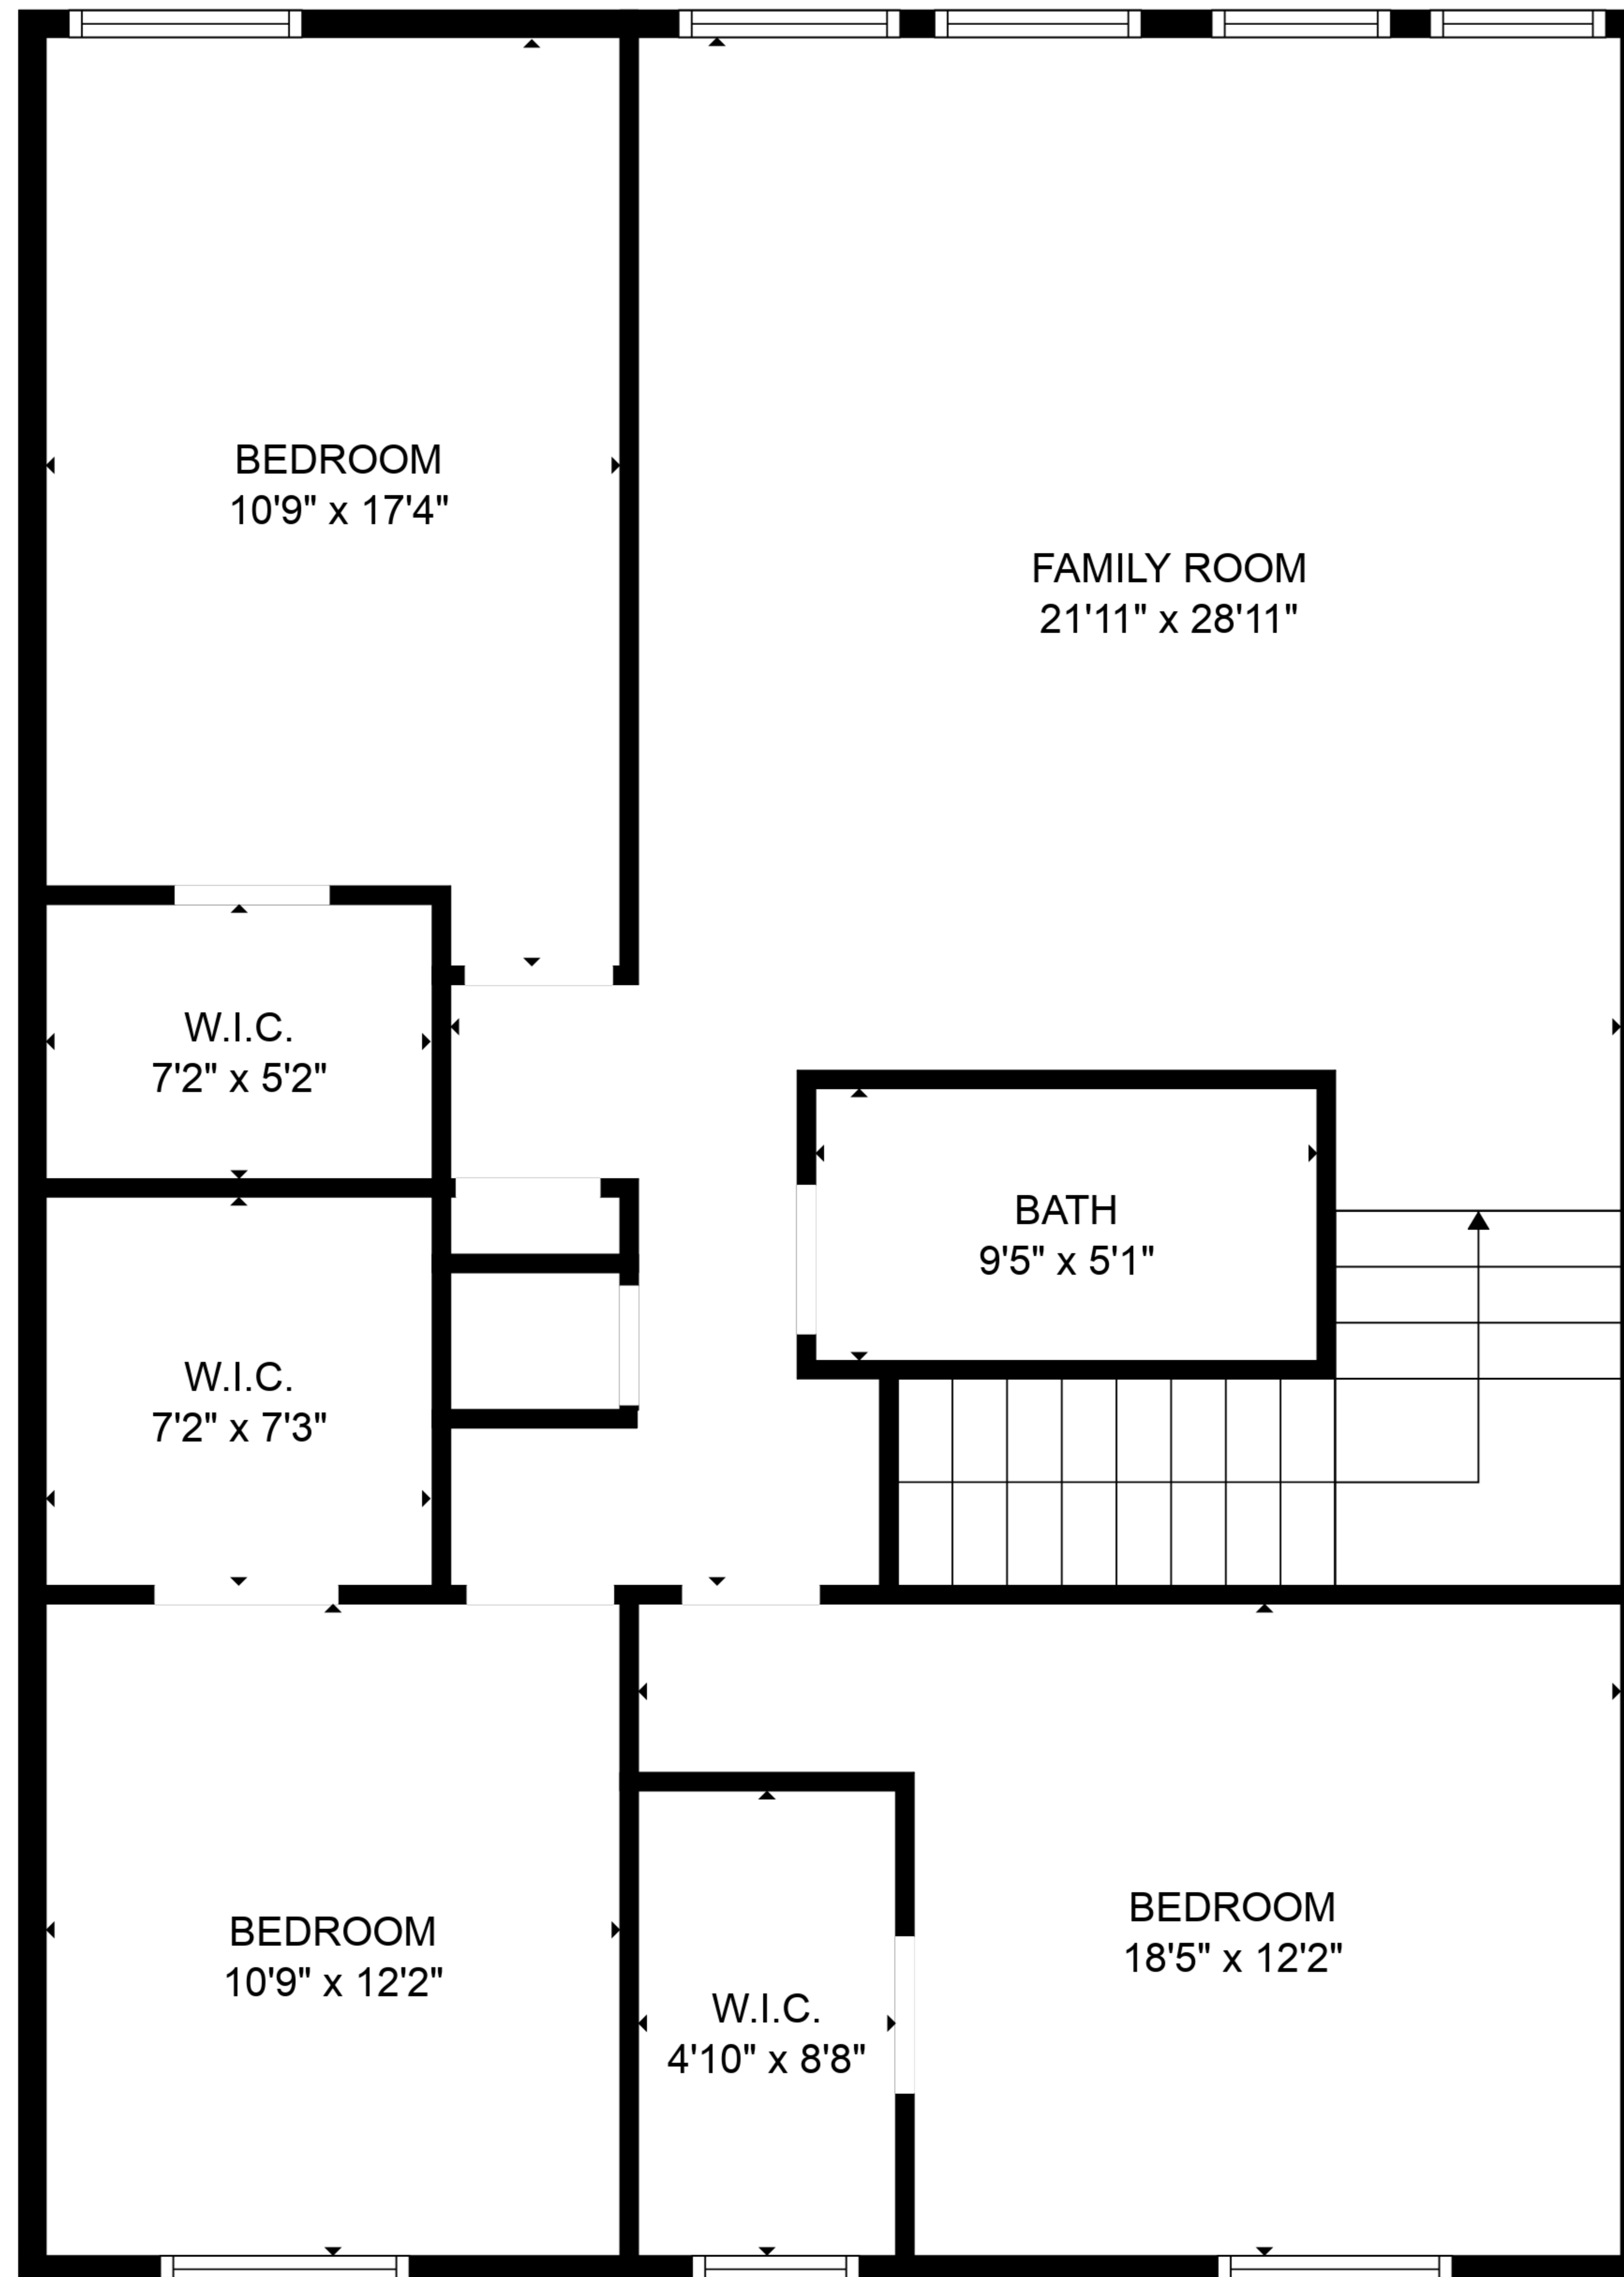 BEDROOM
10'9" x 17'4"
FAMILY ROOM
21'11" x 28'11"
W.I.C.
7'2" x 5'2"
BATH
9'5" x 5'1"
W.I.C.
7'2" x 7'3"
BEDROOM
10'9" x 12'2"
BEDROOM
18'5" x 12'2"
W.I.C.
4'10" x 8'8"